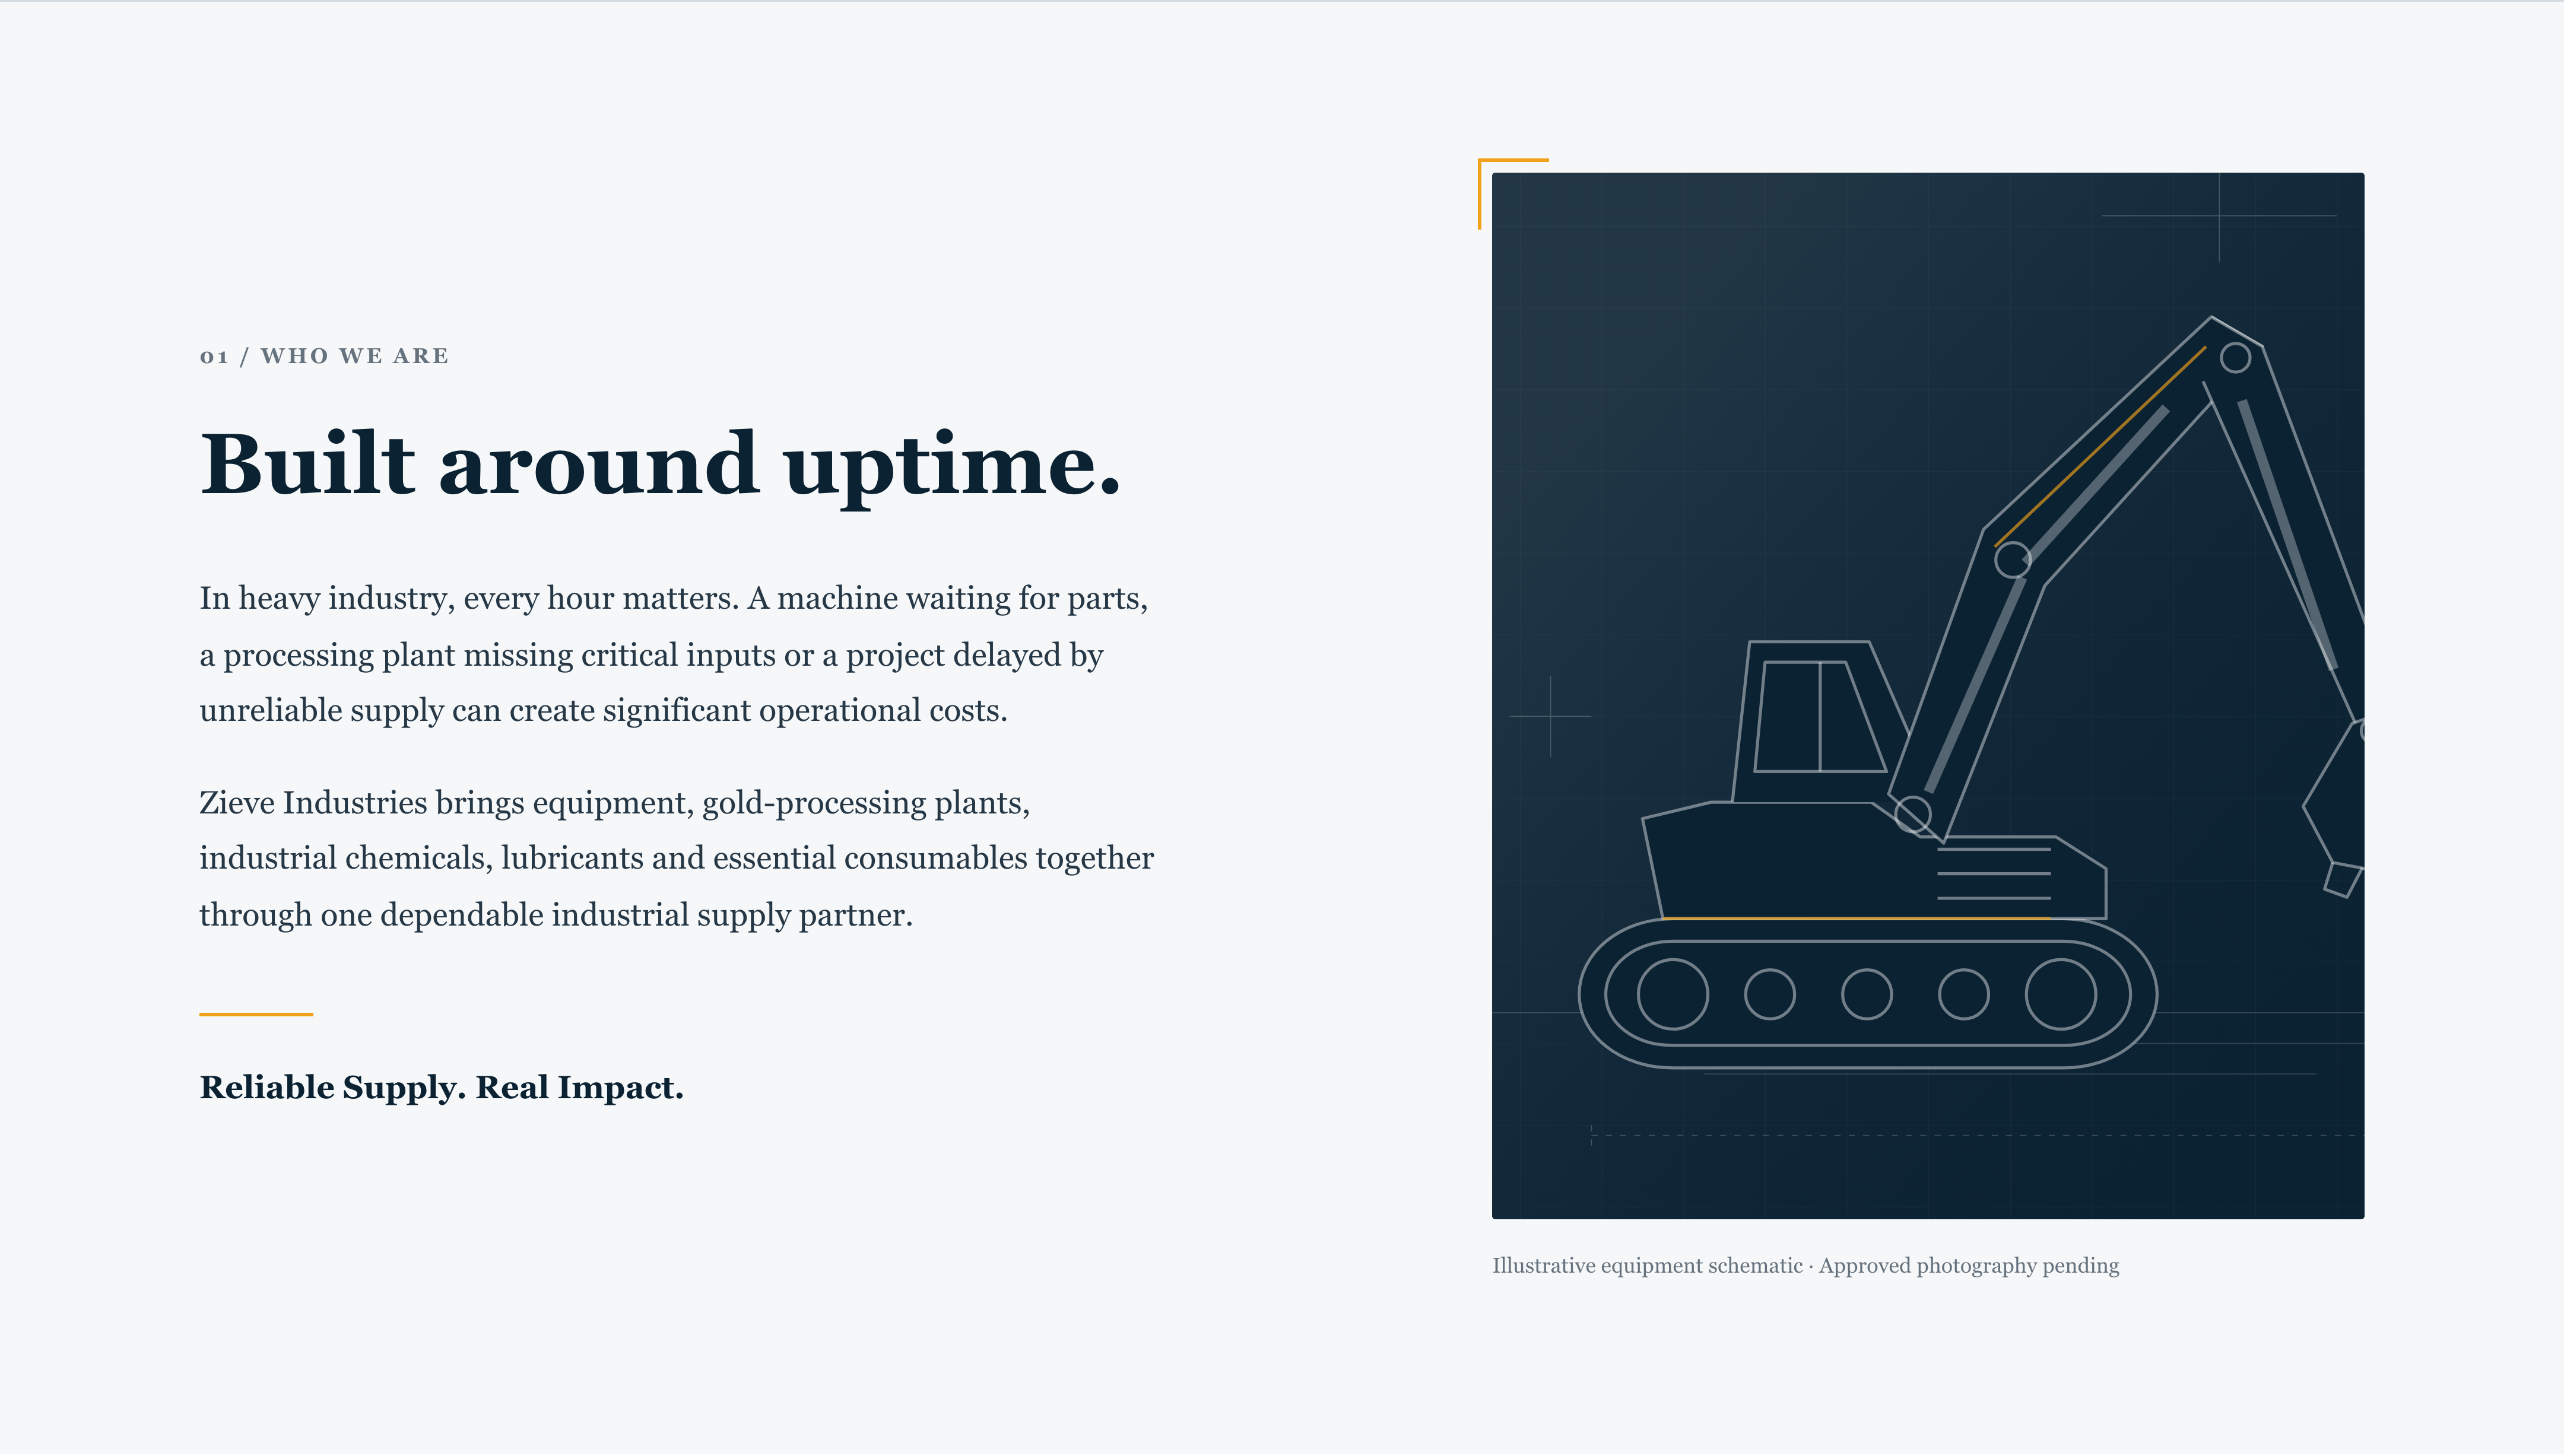 01 / WHO WE ARE
Built around uptime.
In heavy industry, every hour matters. A machine waiting for parts,
a processing plant missing critical inputs or a project delayed by
unreliable supply can create significant operational costs.
Zieve Industries brings equipment, gold-processing plants,
industrial chemicals, lubricants and essential consumables together
through one dependable industrial supply partner.
Reliable Supply. Real Impact.
Illustrative equipment schematic · Approved photography pending